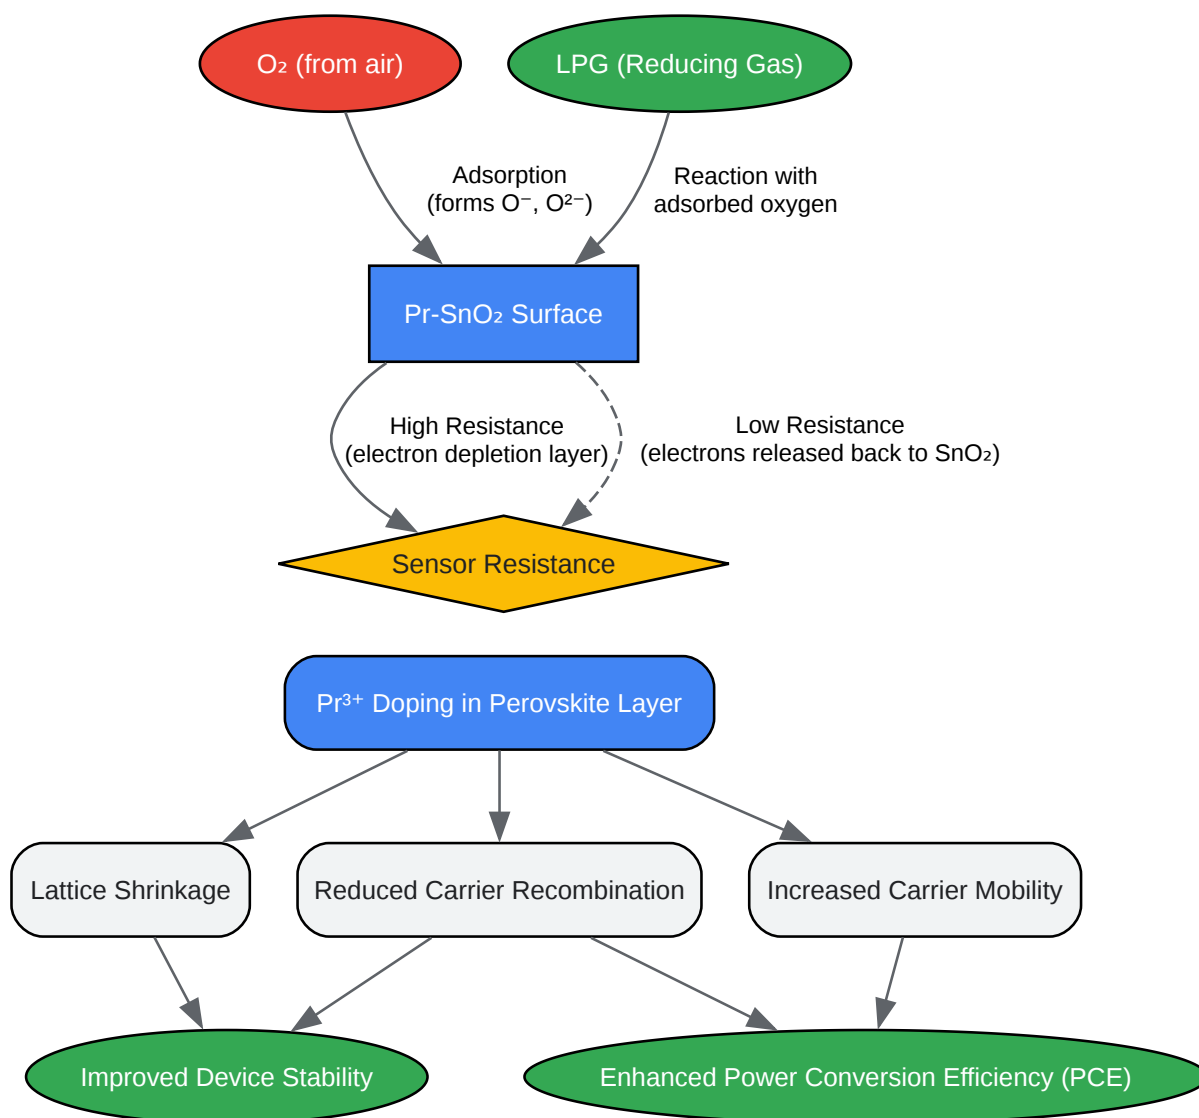 O₂ (from air)
LPG (Reducing Gas)
Adsorption
(forms O⁻, O²⁻)
Reaction with
adsorbed oxygen
Pr-SnO₂ Surface
High Resistance
(electron depletion layer)
Low Resistance
(electrons released back to SnO₂)
Sensor Resistance
Pr³⁺ Doping in Perovskite Layer
Lattice Shrinkage
Reduced Carrier Recombination
Increased Carrier Mobility
Improved Device Stability
Enhanced Power Conversion Efficiency (PCE)